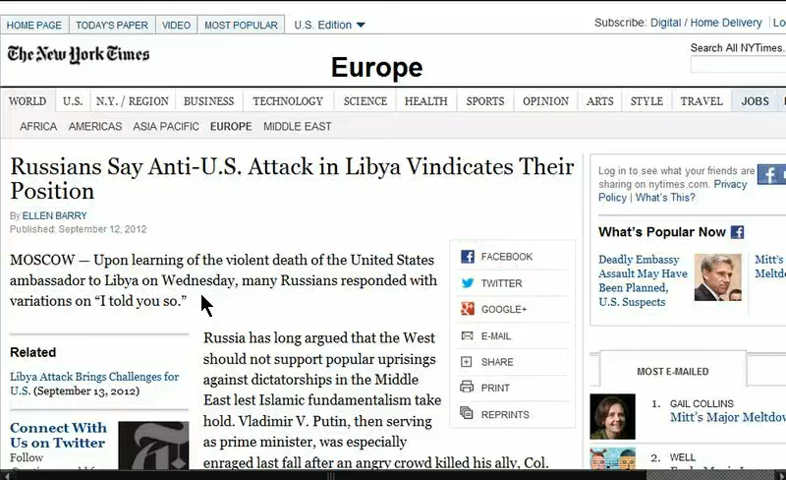 HOME PAGE TODAY'S PAPER VIDEO MOST POPULAR U.S. Edition
Subscribe: Digital / Home Delivery
The New York Times
Europe
Search All NYTimes.
WORLD U.S. N.Y. / REGION BUSINESS TECHNOLOGY SCIENCE HEALTH SPORTS OPINION ARTS STYLE TRAVEL JOBS
AFRICA AMERICAS ASIA PACIFIC EUROPE MIDDLE EAST
Russians Say Anti-U.S. Attack in Libya Vindicates Their
Position
By ELLEN BARRY
Published: September 12, 2012
MOSCOW — Upon learning of the violent death of the United States
ambassador to Libya on Wednesday, many Russians responded with
variations on “I told you so.”
Related
Libya Attack Brings Challenges for
U.S. (September 13, 2012)
Connect With
Us on Twitter
Follow
Russia has long argued that the West
should not support popular uprisings
against dictatorships in the Middle
East lest Islamic fundamentalism take
hold. Vladimir V. Putin, then serving
as prime minister, was especially
enraged last fall after an angry crowd killed his ally, Col.
FACEBOOK
TWITTER
GOOGLE+
E-MAIL
SHARE
PRINT
REPRINTS
Log in to see what your friends are
sharing on nytimes.com. Privacy
Policy | What's This?
What's Popular Now
Deadly Embassy
Assault May Have
Been Planned,
U.S. Suspects
Mitt's
MOST E-MAILED
1. GAIL COLLINS
Mitt's Major
2. WELL